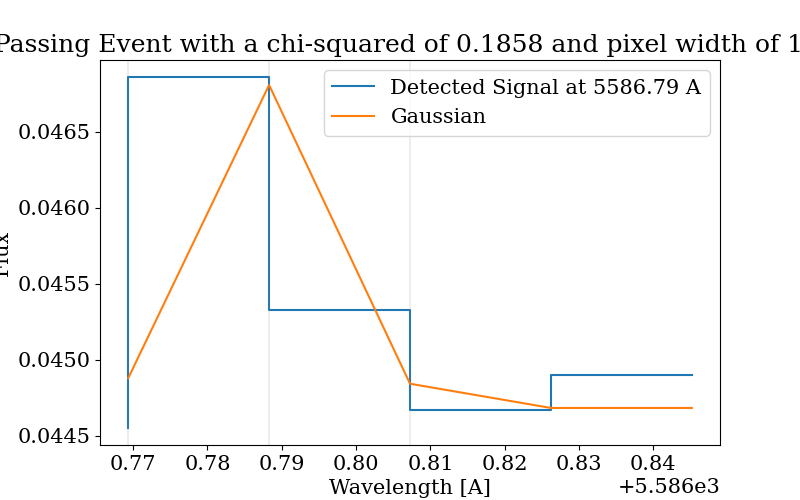 Passing Event with a chi-squared of 0.1858 and pixel width of 1
Detected Signal at 5586.79 A
Gaussian
Flux
0.0465
0.0460
0.0455
0.0450
0.0445
0.77 0.78 0.79 0.80 0.81 0.82 0.83 0.84
+5.586e3
Wavelength [A]